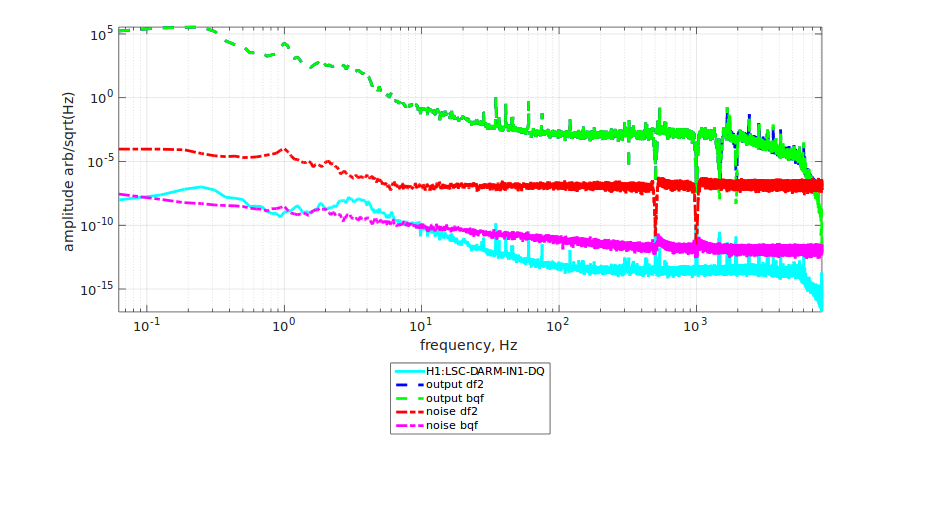 10^5
10^0
10^-5
10^-10
10^-15
amplitude arb/sqrt(Hz)
10^-1 10^0 10^1 10^2 10^3
frequency, Hz
H1:LSC-DARM-IN1-DQ
output df2
output bqf
noise df2
noise bqf